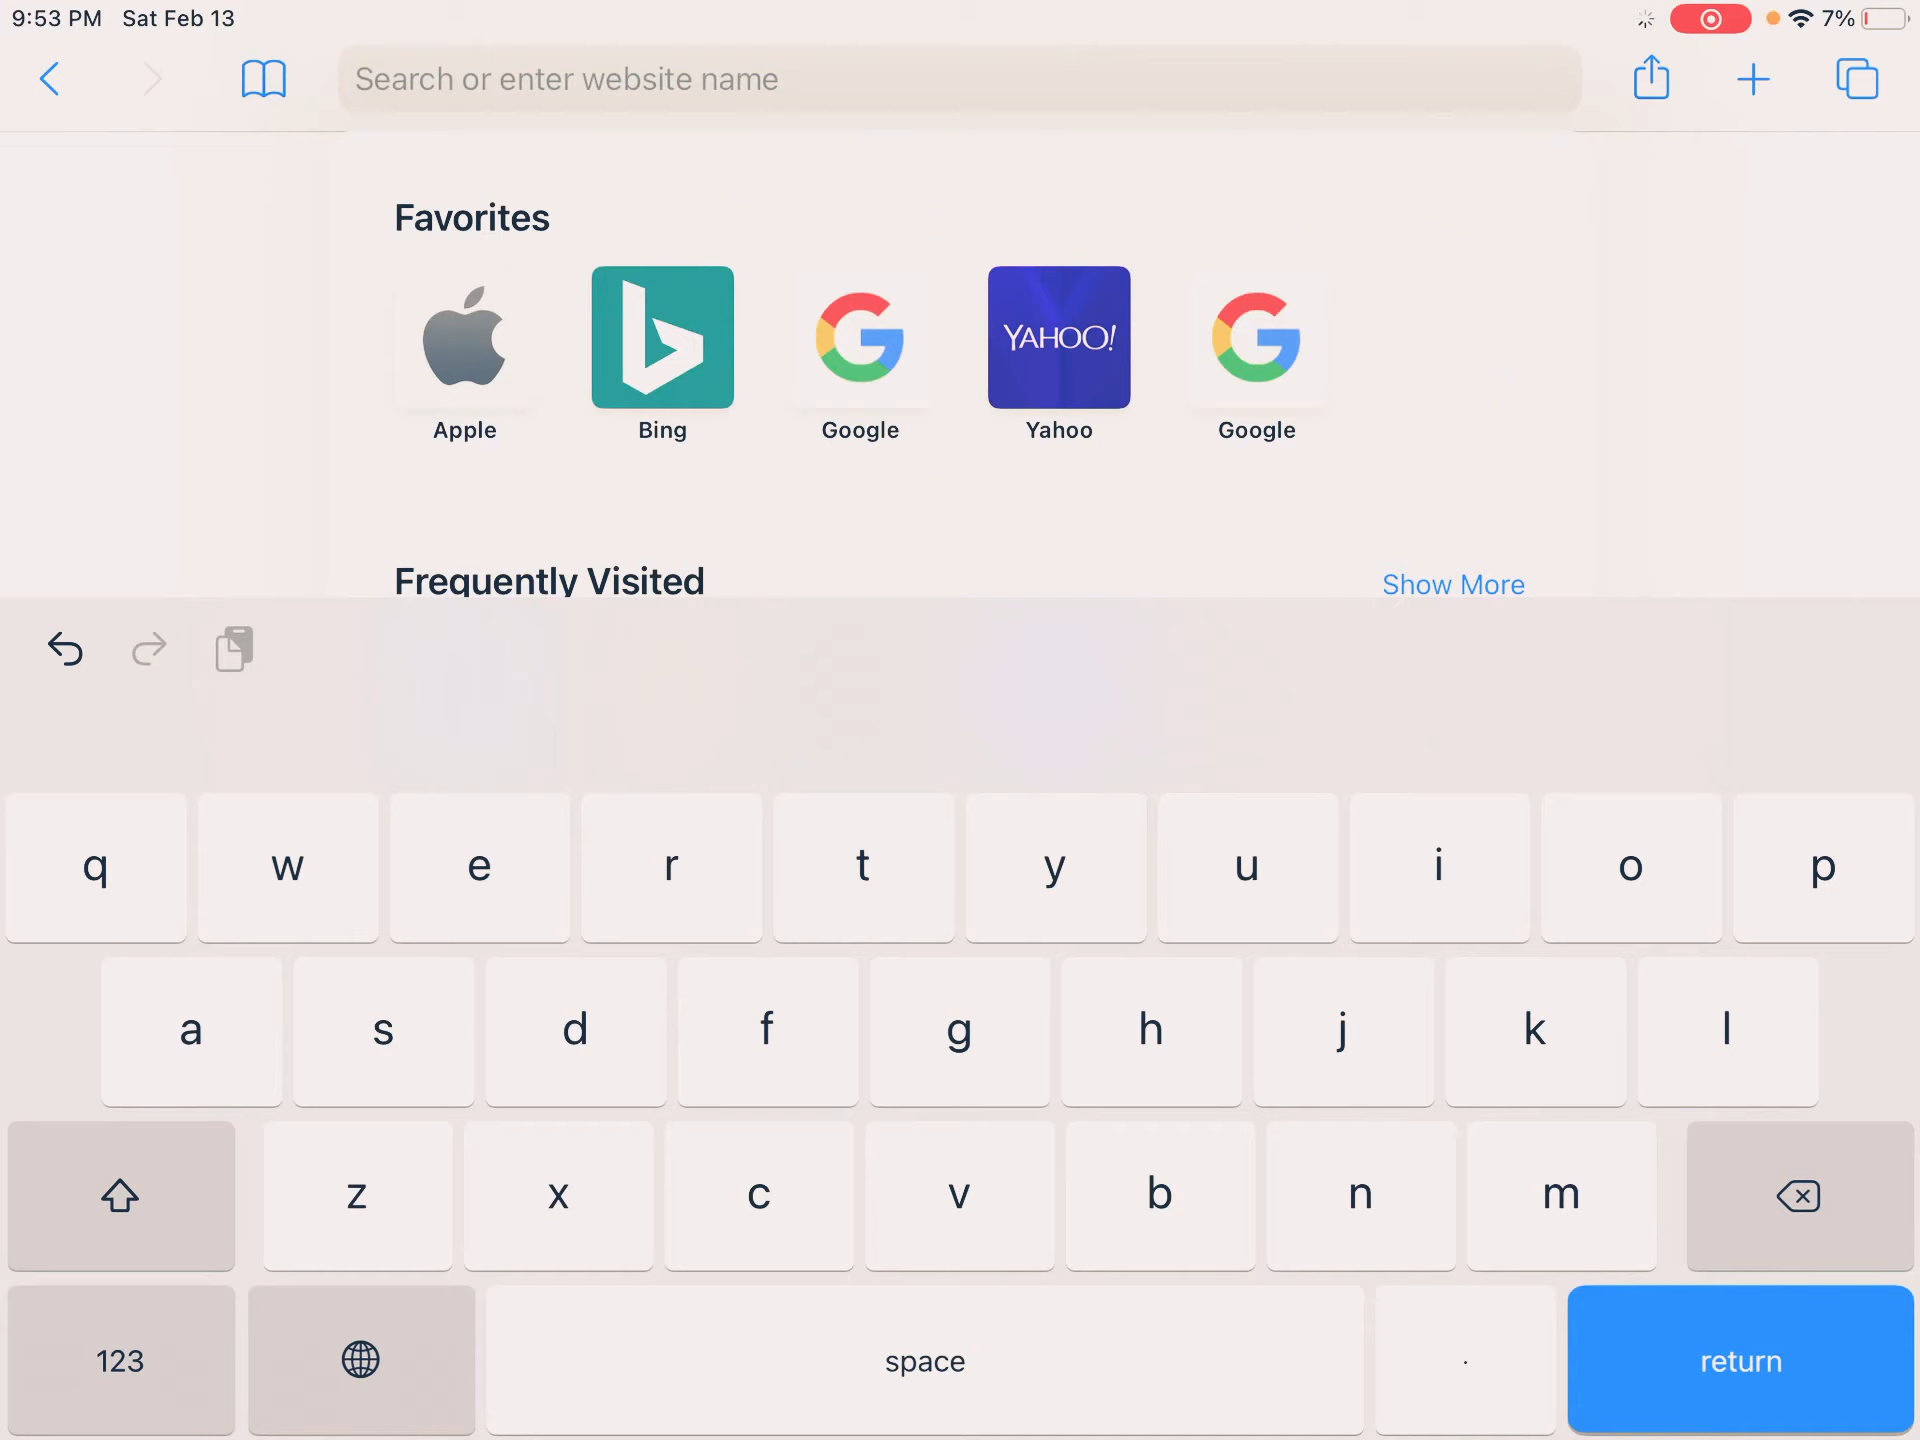 9:53 PM Sat Feb 13
7%
Search or enter website name
Favorites
YAHOO!
Apple Bing Google Yahoo Google
Frequently Visited Show More
q w e r t y u i o p
a s d f g h j k l
z x c v b n m
123 space . return